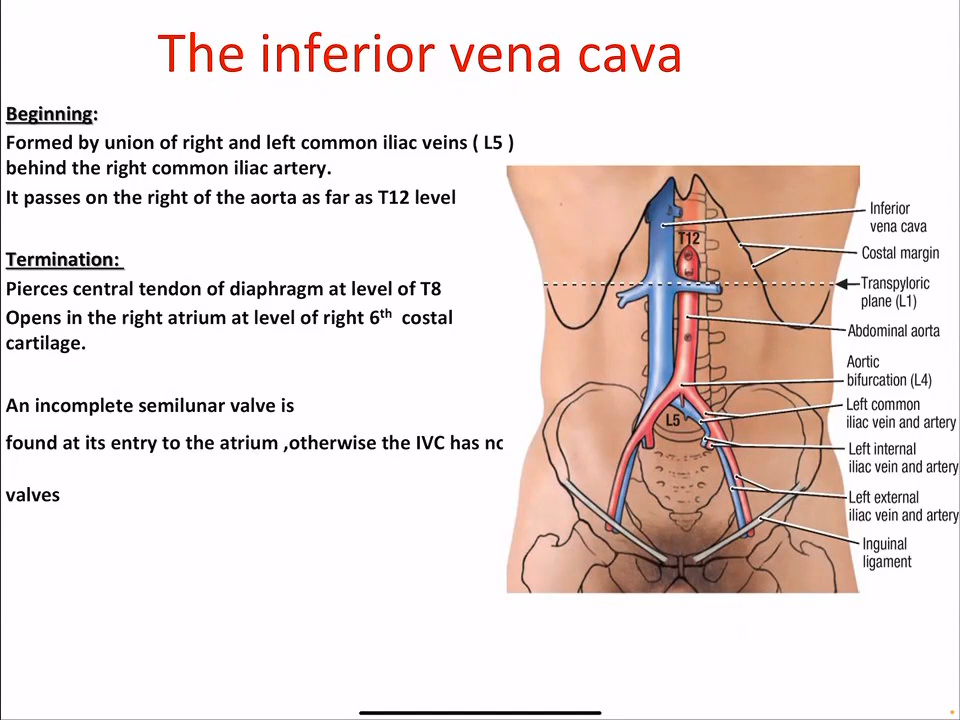 The inferior vena cava
Beginning:
Formed by union of right and left common iliac veins ( L5 )
behind the right common iliac artery.
It passes on the right of the aorta as far as T12 level
Termination:
Pierces central tendon of diaphragm at level of T8
Opens in the right atrium at level of right 6th costal
cartilage.
An incomplete semilunar valve is
found at its entry to the atrium ,otherwise the IVC has no
valves
Inferior
vena cava
T12
Costal margin
Transpyloric
plane (L1)
Abdominal aorta
Aortic
bifurcation (L4)
Left common
iliac vein and artery
L5
Left internal
iliac vein and artery
Left external
iliac vein and artery
Inguinal
ligament